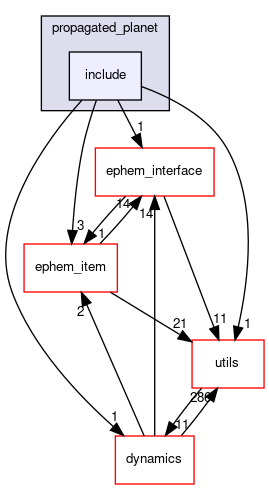 propagated_planet
include
1
ephem_interface
14
14
3
1
ephem_item
2
21
11
1
utils
286
11
1
dynamics